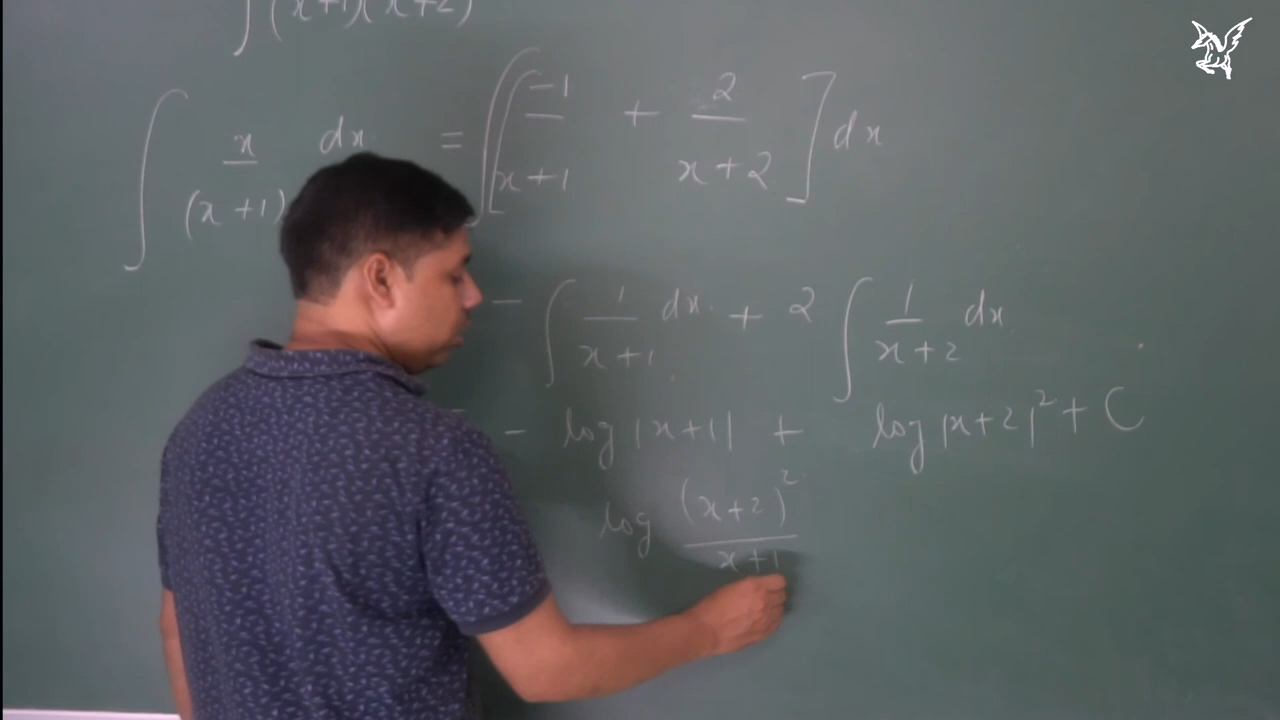 ∫ (x+1)(x+2)
∫ x/(x+1) dx = ∫[ -1/(x+1) + 2/(x+2) ] dx
- ∫ 1/(x+1) dx + 2 ∫ 1/(x+2) dx
- log |x+1| + log |x+2|² + C
log (x+2)²/(x+1)